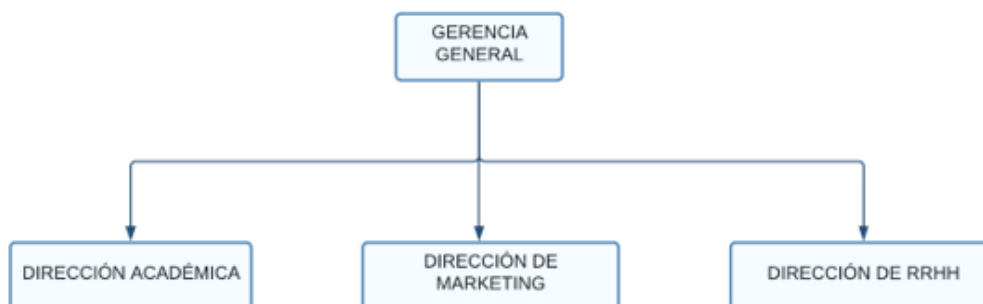 GERENCIA
GENERAL
DIRECCIÓN ACADÉMICA
DIRECCIÓN DE
MARKETING
DIRECCIÓN DE RRHH